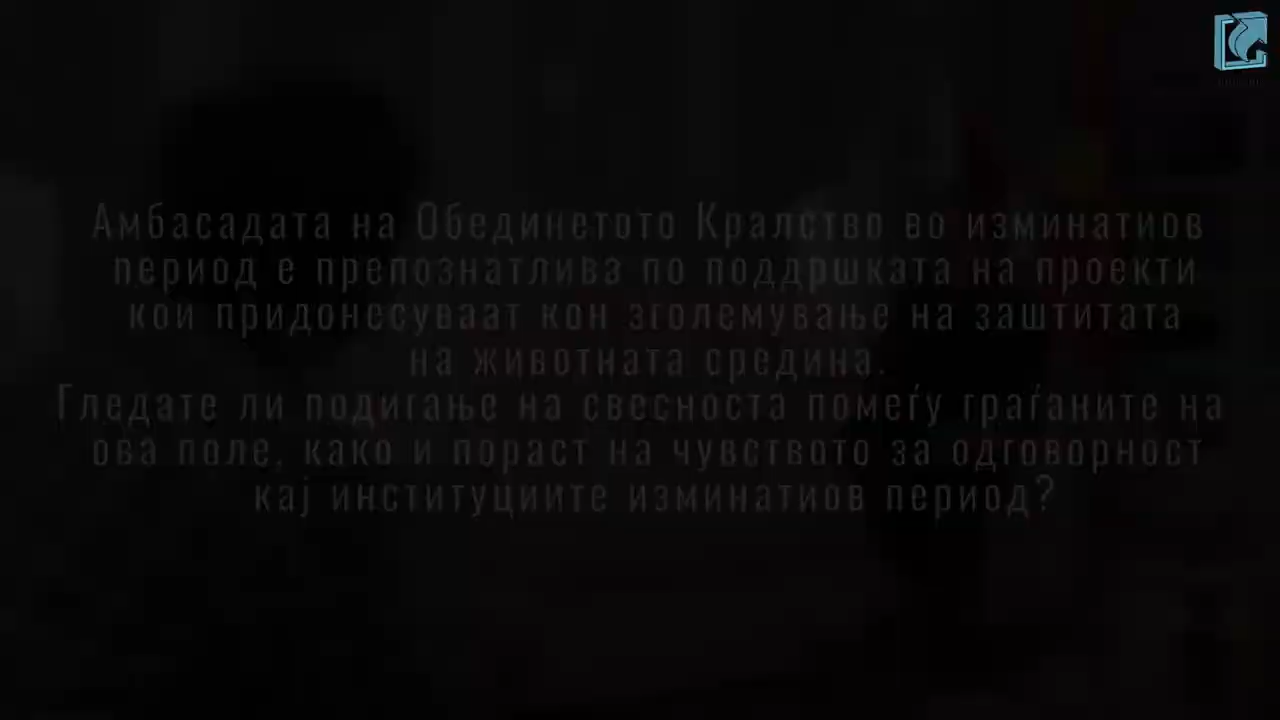 Амбасадата на Обединетото Кралство во изминатиов
период е препознатлива по поддршката на проекти
кои придонесуваат кон зголемување на заштитата
на животната средина.
Гледате ли подигање на свесноста помеѓу граѓаните на
ова поле, како и пораст на чувството за одговорност
кај институциите изминатиов период?